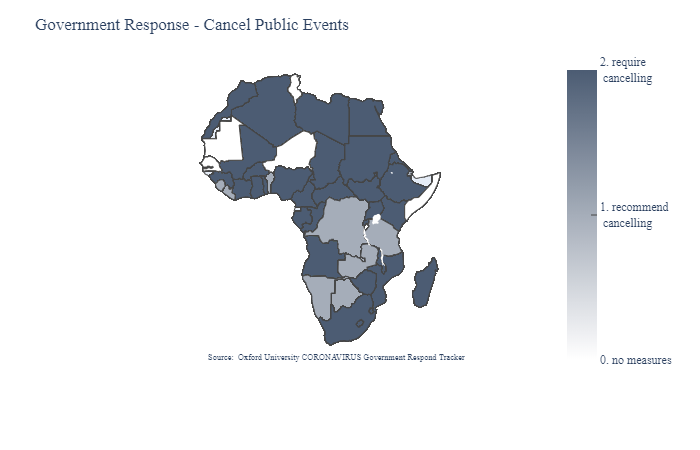 Government Response - Cancel Public Events
2. require
cancelling
1. recommend
cancelling
0. no measures
Source: Oxford University CORONAVIRUS Government Respond Tracker